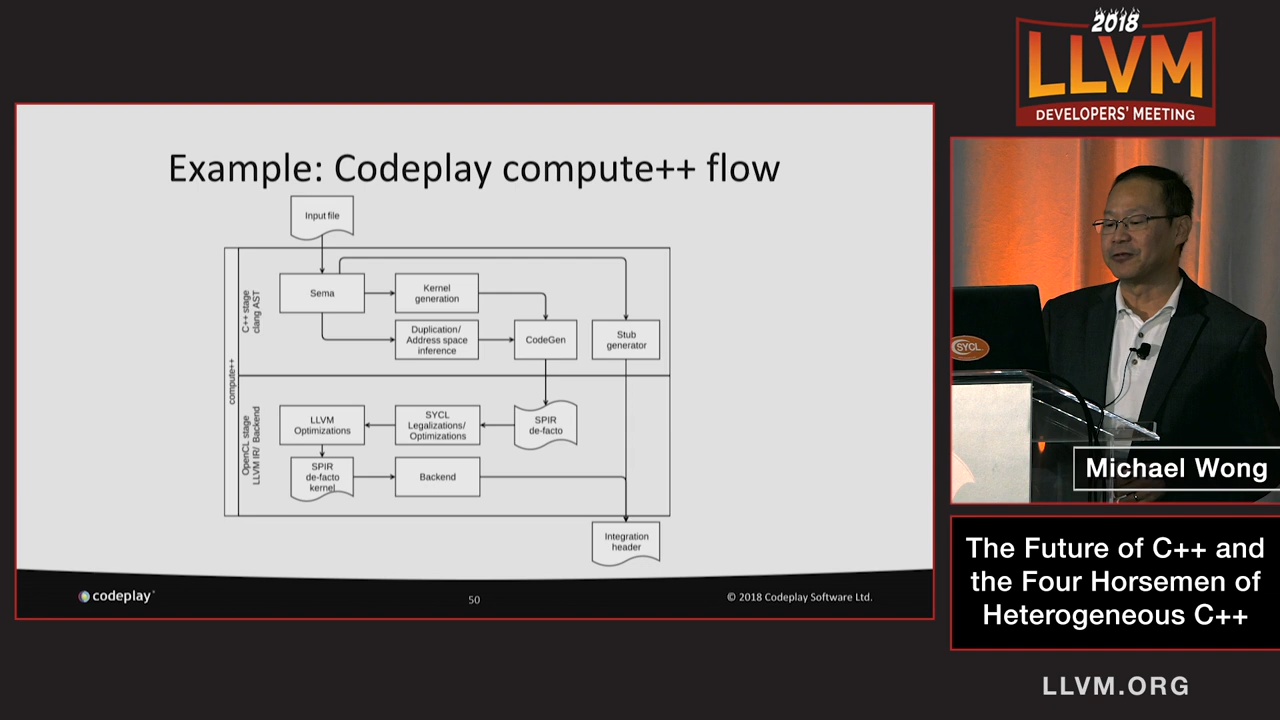 2018
LLVM
DEVELOPERS' MEETING
Example: Codeplay compute++ flow
Input file
compute++
C++ stage
clang AST
Sema
Kernel
generation
Duplication/
Address space
inference
CodeGen
Stub
generator
OpenCL stage
LLVM IR/ Backend
LLVM
Optimizations
SYCL
Legalizations/
Optimizations
SPIR
de-facto
SPIR
de-facto
kernel
Backend
Integration
header
codeplay
50
© 2018 Codeplay Software Ltd.
SYCL
Michael Wong
The Future of C++ and
the Four Horsemen of
Heterogeneous C++
LLVM.ORG